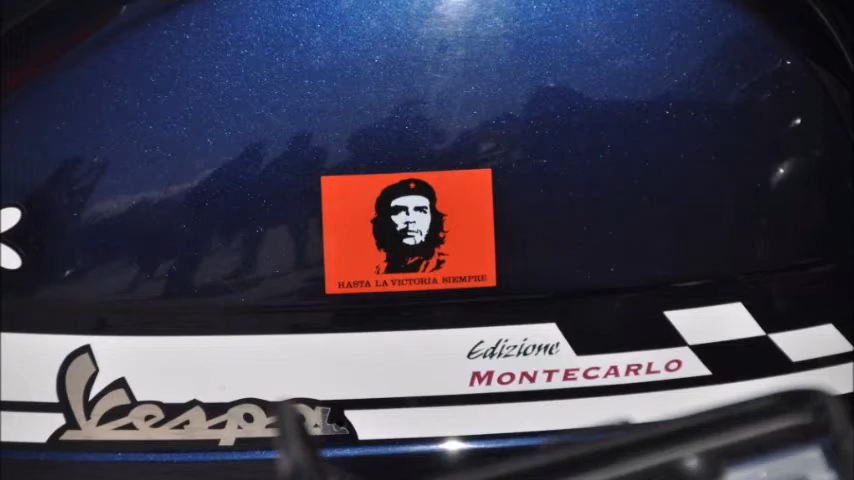 HASTA LA VICTORIA SIEMPRE
Edizione
MONTECARLO
Vespa